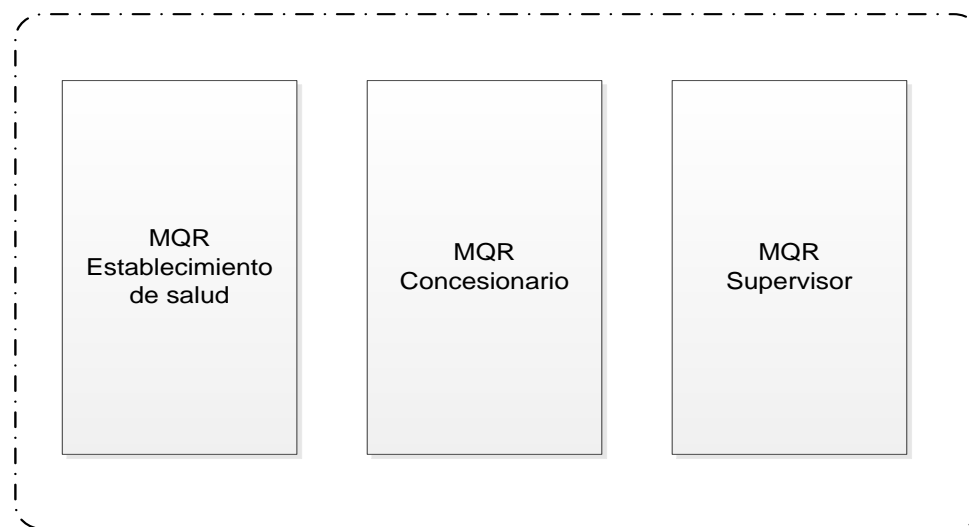 MQR
Establecimiento
de salud
MQR
Concesionario
MQR
Supervisor